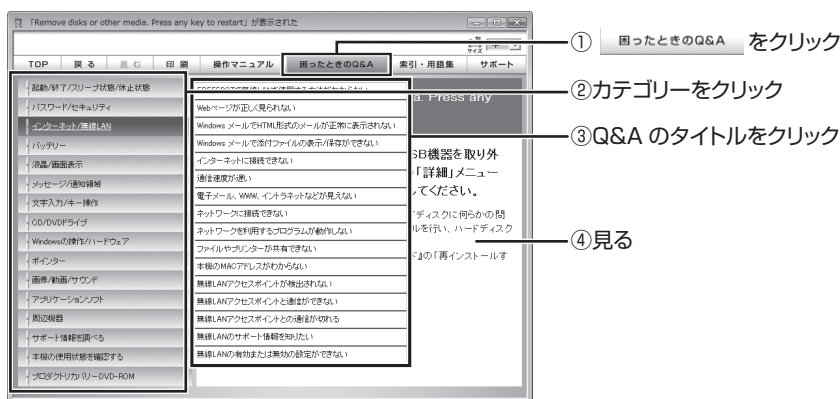 「Remove disks or other media. Press any key to restart」が表示された
サイズ 中
TOP 戻る 進む 印刷 操作マニュアル 困ったときのQ&A 索引・用語集 サポート
起動/終了/スリープ状態/休止状態
パスワード/セキュリティ
インターネット/無線LAN
バッテリー
液晶/画面表示
メッセージ/通知領域
文字入力/キー操作
CD/DVDドライブ
Windowsの操作/ハードウェア
ポインター
画像/動画/サウンド
アプリケーションソフト
周辺機器
サポート情報を調べる
本機の使用状態を確認する
プロダクトリカバリーDVD-ROM
Webページが正しく見られない
Windows メールでHTML形式のメールが正常に表示されない
Windows メールで添付ファイルの表示/保存ができない
インターネットに接続できない
通信速度が遅い
電子メール、WWW、イントラネットなどが見えない
ネットワークに接続できない
ネットワークを利用するプログラムが動作しない
ファイルやプリンターが共有できない
本機のMACアドレスがわからない
無線LANアクセスポイントが検出されない
無線LANアクセスポイントと通信ができない
無線LANアクセスポイントとの通信が切れる
無線LANのサポート情報を知りたい
無線LANの有効または無効の設定ができない
a. Press any
SB機器を取り外
「詳細」メニュー
してください。
ドディスクに何らかの問
ルを行い、ハードディスク
ド』の「再インストールす
① 困ったときのQ&A をクリック
②カテゴリーをクリック
③Q&A のタイトルをクリック
④見る